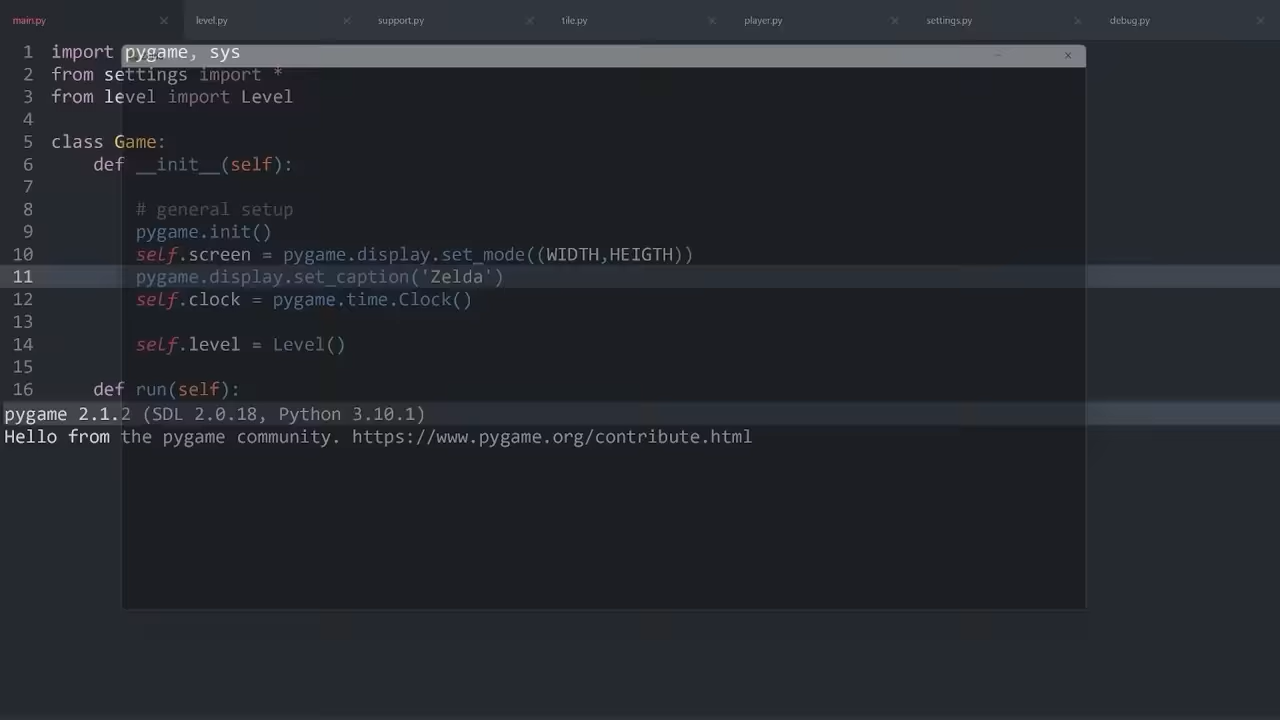 main.py level.py support.py tile.py player.py settings.py debug.py
1 import pygame, sys
2 from settings import *
3 from level import Level
4
5 class Game:
6     def __init__(self):
7
8         # general setup
9         pygame.init()
10         self.screen = pygame.display.set_mode((WIDTH,HEIGTH))
11         pygame.display.set_caption('Zelda')
12         self.clock = pygame.time.Clock()
13
14         self.level = Level()
15
16     def run(self):
pygame 2.1.2 (SDL 2.0.18, Python 3.10.1)
Hello from the pygame community. https://www.pygame.org/contribute.html